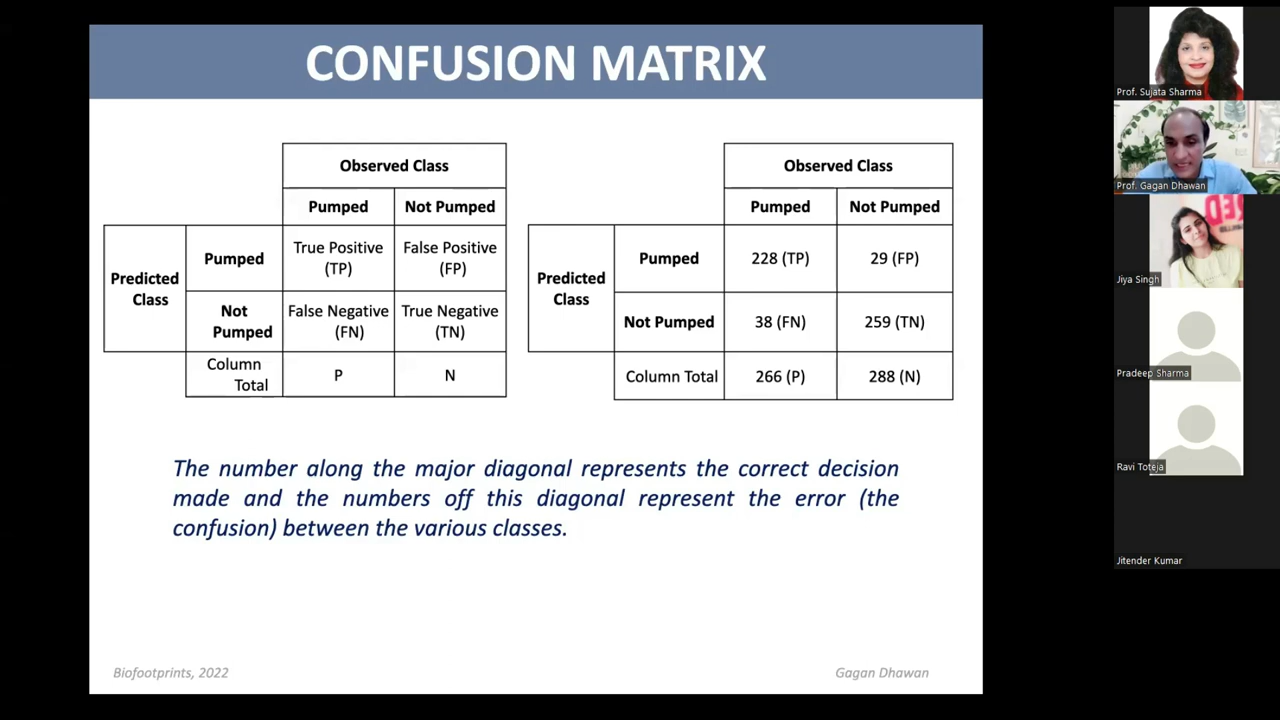 CONFUSION MATRIX
Observed Class
Pumped Not Pumped
Predicted Class
Pumped
True Positive (TP)
False Positive (FP)
Not Pumped
False Negative (FN)
True Negative (TN)
Column Total
P
N
Observed Class
Pumped Not Pumped
Predicted Class
Pumped 228 (TP) 29 (FP)
Not Pumped 38 (FN) 259 (TN)
Column Total 266 (P) 288 (N)
The number along the major diagonal represents the correct decision
made and the numbers off this diagonal represent the error (the
confusion) between the various classes.
Biofootprints, 2022
Gagan Dhawan
Prof. Sujata Sharma
Prof. Gagan Dhawan
RED
Jiya Singh
Pradeep Sharma
Ravi Toteja
Jitender Kumar